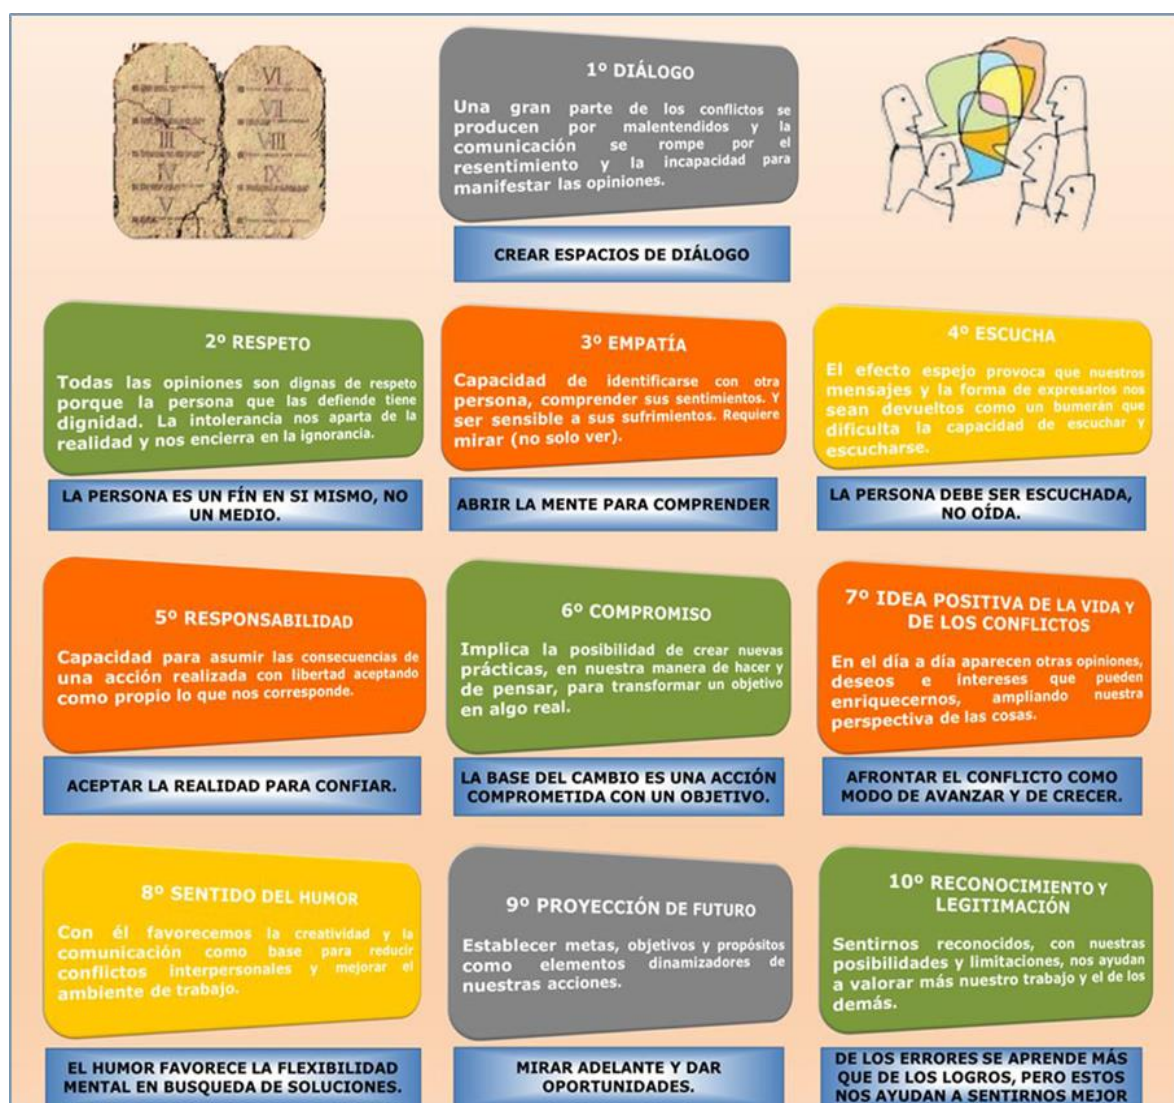 I
II
III
IV
V
VI
VII
VIII
IX
X
1º DIÁLOGO
Una gran parte de los conflictos se
producen por malentendidos y la
comunicación se rompe por el
resentimiento y la incapacidad para
manifestar las opiniones.
CREAR ESPACIOS DE DIÁLOGO
2º RESPETO
Todas las opiniones son dignas de respeto
porque la persona que las defiende tiene
dignidad. La intolerancia nos aparta de la
realidad y nos encierra en la ignorancia.
LA PERSONA ES UN FÍN EN SI MISMO, NO
UN MEDIO.
3º EMPATÍA
Capacidad de identificarse con otra
persona, comprender sus sentimientos. Y
ser sensible a sus sufrimientos. Requiere
mirar (no solo ver).
ABRIR LA MENTE PARA COMPRENDER
4º ESCUCHA
El efecto espejo provoca que nuestros
mensajes y la forma de expresarlos nos
sean devueltos como un bumerán que
dificulta la capacidad de escuchar y
escucharse.
LA PERSONA DEBE SER ESCUCHADA,
NO OÍDA.
5º RESPONSABILIDAD
Capacidad para asumir las consecuencias de
una acción realizada con libertad aceptando
como propio lo que nos corresponde.
ACEPTAR LA REALIDAD PARA CONFIAR.
6º COMPROMISO
Implica la posibilidad de crear nuevas
prácticas, en nuestra manera de hacer y
de pensar, para transformar un objetivo
en algo real.
LA BASE DEL CAMBIO ES UNA ACCIÓN
COMPROMETIDA CON UN OBJETIVO.
7º IDEA POSITIVA DE LA VIDA Y
DE LOS CONFLICTOS
En el día a día aparecen otras opiniones,
deseos e intereses que pueden
enriquecernos, ampliando nuestra
perspectiva de las cosas.
AFRONTAR EL CONFLICTO COMO
MODO DE AVANZAR Y DE CRECER.
8º SENTIDO DEL HUMOR
Con él favorecemos la creatividad y la
comunicación como base para reducir
conflictos interpersonales y mejorar el
ambiente de trabajo.
EL HUMOR FAVORECE LA FLEXIBILIDAD
MENTAL EN BUSQUEDA DE SOLUCIONES.
9º PROYECCIÓN DE FUTURO
Establecer metas, objetivos y propósitos
como elementos dinamizadores de
nuestras acciones.
MIRAR ADELANTE Y DAR
OPORTUNIDADES.
10º RECONOCIMIENTO Y
LEGITIMACIÓN
Sentirnos reconocidos, con nuestras
posibilidades y limitaciones, nos ayudan
a valorar más nuestro trabajo y el de los
demás.
DE LOS ERRORES SE APRENDE MÁS
QUE DE LOS LOGROS, PERO ESTOS
NOS AYUDAN A SENTIRNOS MEJOR